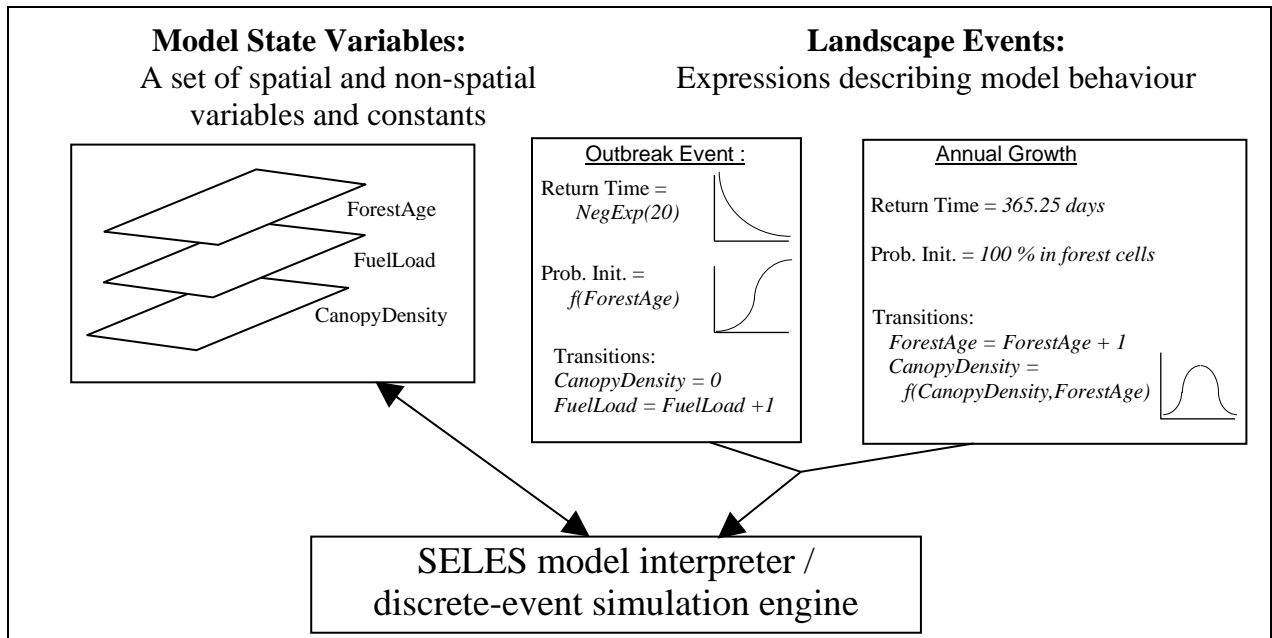 Model State Variables:
A set of spatial and non-spatial
variables and constants
ForestAge
FuelLoad
CanopyDensity
Landscape Events:
Expressions describing model behaviour
Outbreak Event :
Return Time =
NegExp(20)
Prob. Init. =
f(ForestAge)
Transitions:
CanopyDensity = 0
FuelLoad = FuelLoad +1
Annual Growth
Return Time = 365.25 days
Prob. Init. = 100 % in forest cells
Transitions:
ForestAge = ForestAge + 1
CanopyDensity =
f(CanopyDensity,ForestAge)
SELES model interpreter /
discrete-event simulation engine